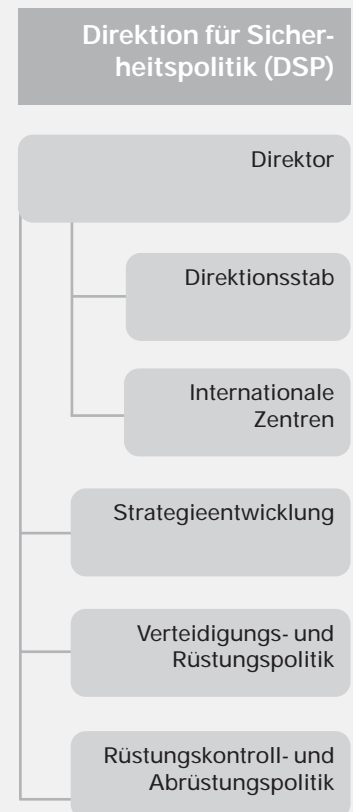 Direktion für Sicher-
heitspolitik (DSP)
Direktor
Direktionsstab
Internationale
Zentren
Strategieentwicklung
Verteidigungs- und
Rüstungspolitik
Rüstungskontroll- und
Abrüstungspolitik